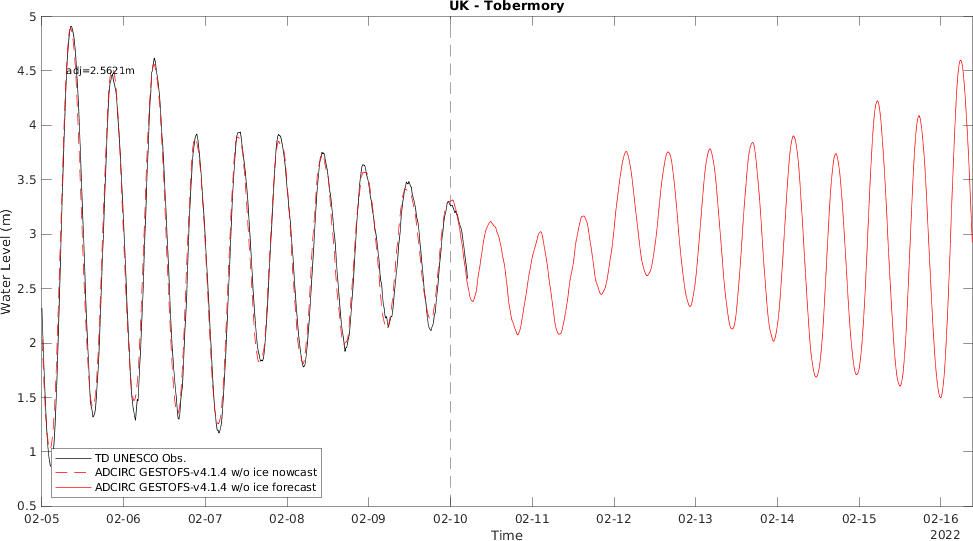 UK - Tobermory
5
4.5
4
3.5
3
2.5
2
1.5
1
0.5
Water Level (m)
adj=2.5621m
TD UNESCO Obs.
ADCIRC GESTOFS-v4.1.4 w/o ice nowcast
ADCIRC GESTOFS-v4.1.4 w/o ice forecast
02-05 02-06 02-07 02-08 02-09 02-10 02-11 02-12 02-13 02-14 02-15 02-16
2022
Time